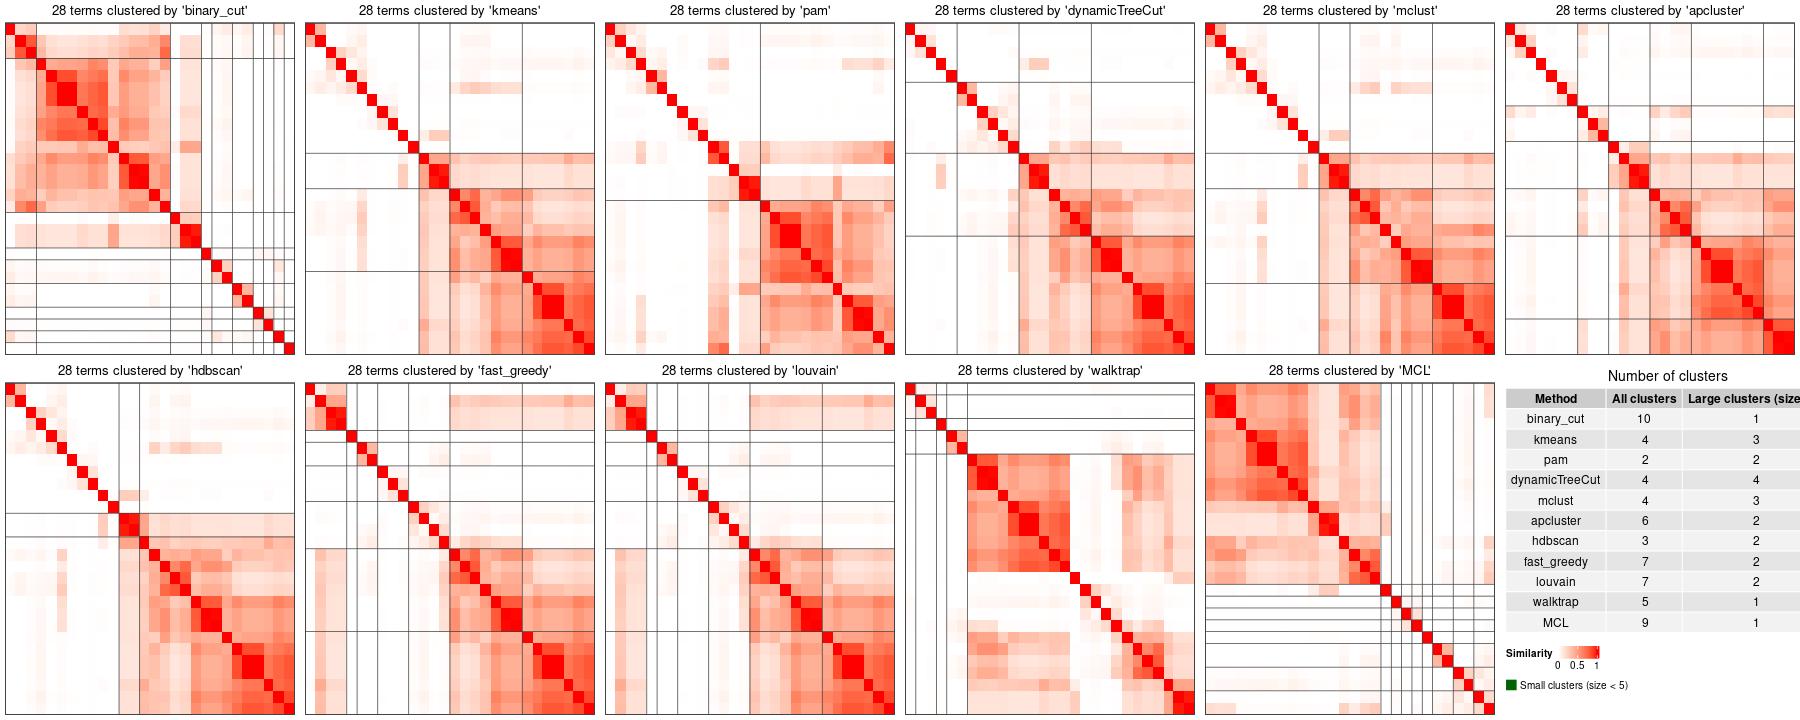 28 terms clustered by 'binary_cut'
28 terms clustered by 'kmeans'
28 terms clustered by 'pam'
28 terms clustered by 'dynamicTreeCut'
28 terms clustered by 'mclust'
28 terms clustered by 'apcluster'
28 terms clustered by 'hdbscan'
28 terms clustered by 'fast_greedy'
28 terms clustered by 'louvain'
28 terms clustered by 'walktrap'
28 terms clustered by 'MCL'
Number of clusters
Method All clusters Large clusters (size
binary_cut 10 1
kmeans 4 3
pam 2 2
dynamicTreeCut 4 4
mclust 4 3
apcluster 6 2
hdbscan 3 2
fast_greedy 7 2
louvain 7 2
walktrap 5 1
MCL 9 1
Similarity
0 0.5 1
Small clusters (size < 5)